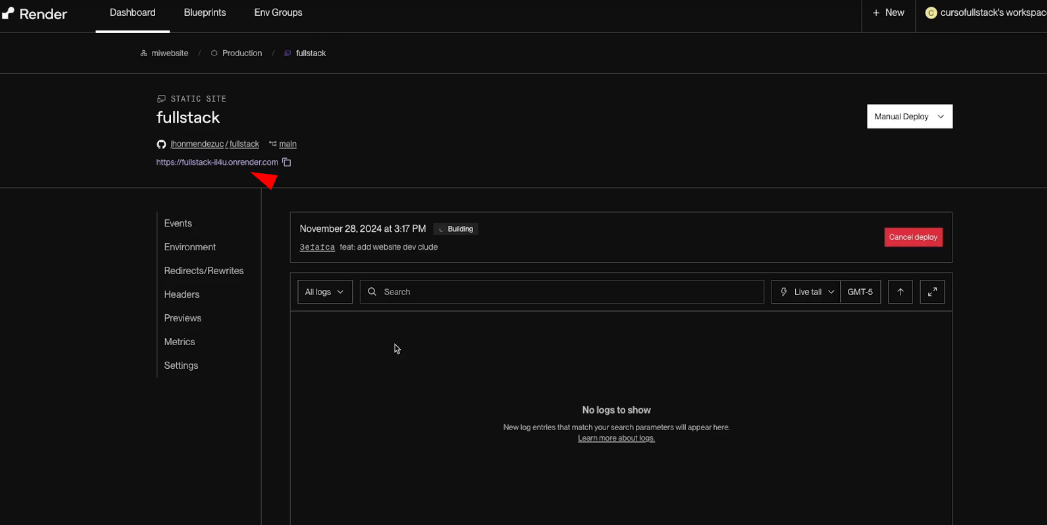 Render
Dashboard
Blueprints
Env Groups
+ New
C
cursofullstack's workspace
miwebsite / Production / fullstack
STATIC SITE
fullstack
Manual Deploy
jhonmendezuc / fullstack main
https://fullstack-il4u.onrender.com
Events
Environment
Redirects/Rewrites
Headers
Previews
Metrics
Settings
November 28, 2024 at 3:17 PM Building
feat: add website dev clude
Cancel deploy
All logs
Search
Live tail
GMT-5
No logs to show
New log entries that match your search parameters will appear here.
Learn more about logs.